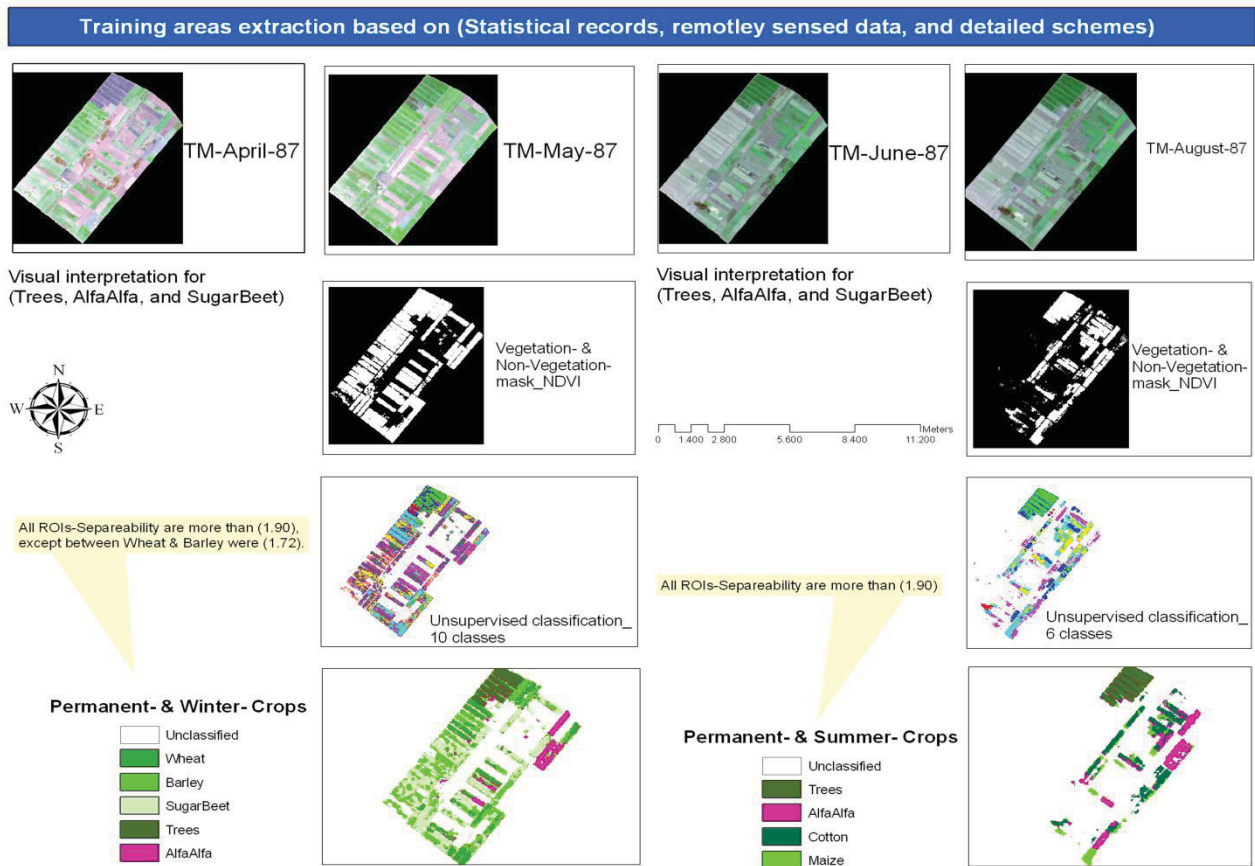 Training areas extraction based on (Statistical records, remotley sensed data, and detailed schemes)
TM-April-87
TM-May-87
TM-June-87
TM-August-87
Visual interpretation for
(Trees, AlfaAlfa, and SugarBeet)
Vegetation- &
Non-Vegetation-
mask_NDVI
Visual interpretation for
(Trees, AlfaAlfa, and SugarBeet)
Vegetation- &
Non-Vegetation-
mask_NDVI
N
W E
S
Meters
0 1.400 2.800 5.600 8.400 11.200
All ROIs-Separeability are more than (1.90),
except between Wheat & Barley were (1.72).
Unsupervised classification_
10 classes
All ROIs-Separeability are more than (1.90)
Unsupervised classification_
6 classes
Permanent- & Winter- Crops
Unclassified
Wheat
Barley
SugarBeet
Trees
AlfaAlfa
Permanent- & Summer- Crops
Unclassified
Trees
AlfaAlfa
Cotton
Maize